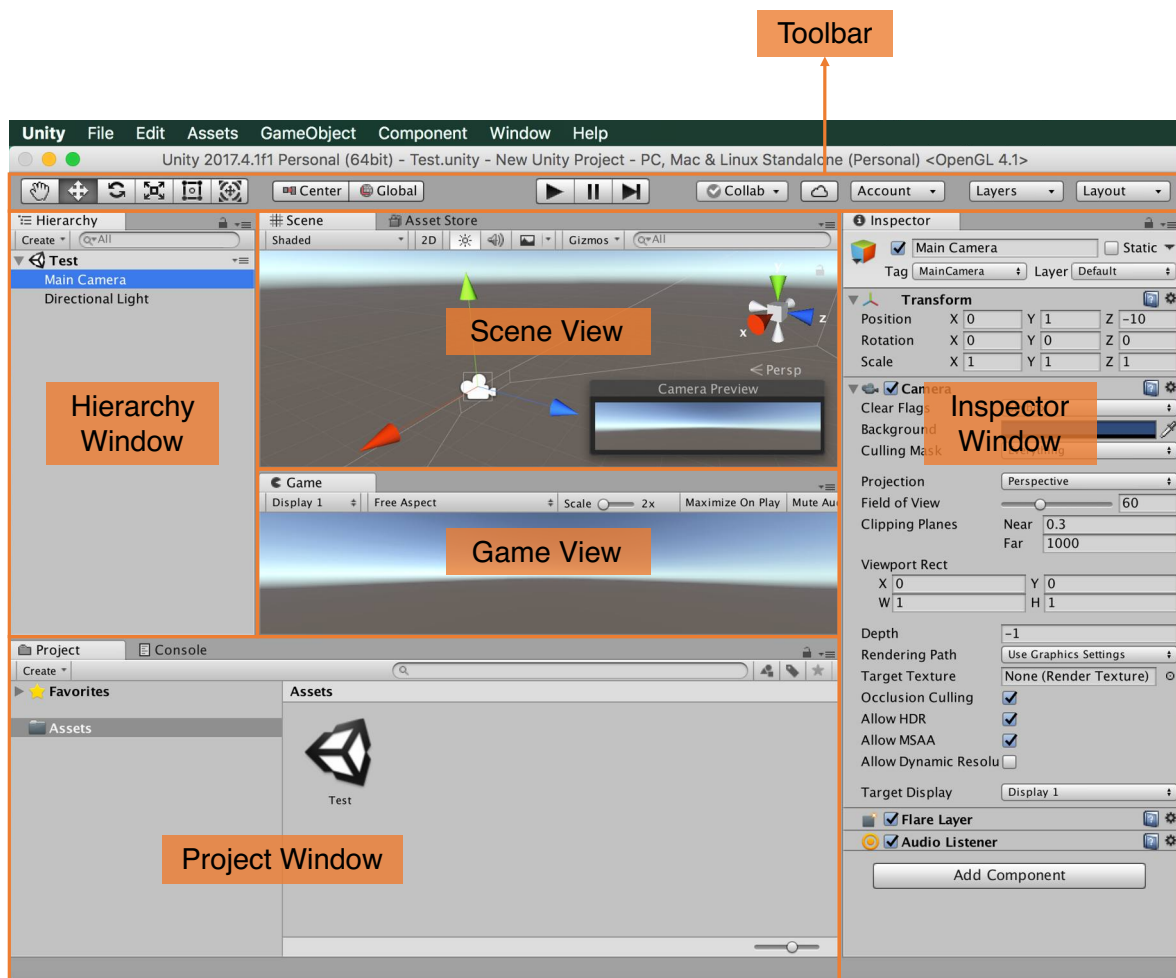 Toolbar
Unity File Edit Assets GameObject Component Window Help
Unity 2017.4.1f1 Personal (64bit) - Test.unity - New Unity Project - PC, Mac & Linux Standalone (Personal) <OpenGL 4.1>
Center Global Collab Account Layers Layout
Hierarchy
Create All
Test
Main Camera
Directional Light
Hierarchy
Window
Scene Asset Store
Shaded 2D Gizmos All
y
x
z
Persp
Scene View
Camera Preview
Game
Display 1 Free Aspect Scale 2x Maximize On Play Mute Au
Game View
Inspector
Main Camera Static
Tag MainCamera Layer Default
Transform
Position X 0 Y 1 Z -10
Rotation X 0 Y 0 Z 0
Scale X 1 Y 1 Z 1
Camera
Clear Flags
Background
Culling Mask
Inspector
Window
Projection Perspective
Field of View 60
Clipping Planes Near 0.3
Far 1000
Viewport Rect
X 0 Y 0
W 1 H 1
Depth -1
Rendering Path Use Graphics Settings
Target Texture None (Render Texture)
Occlusion Culling
Allow HDR
Allow MSAA
Allow Dynamic Resolu
Target Display Display 1
Flare Layer
Audio Listener
Add Component
Project Console
Create
Favorites
Assets
Assets
Test
Project Window